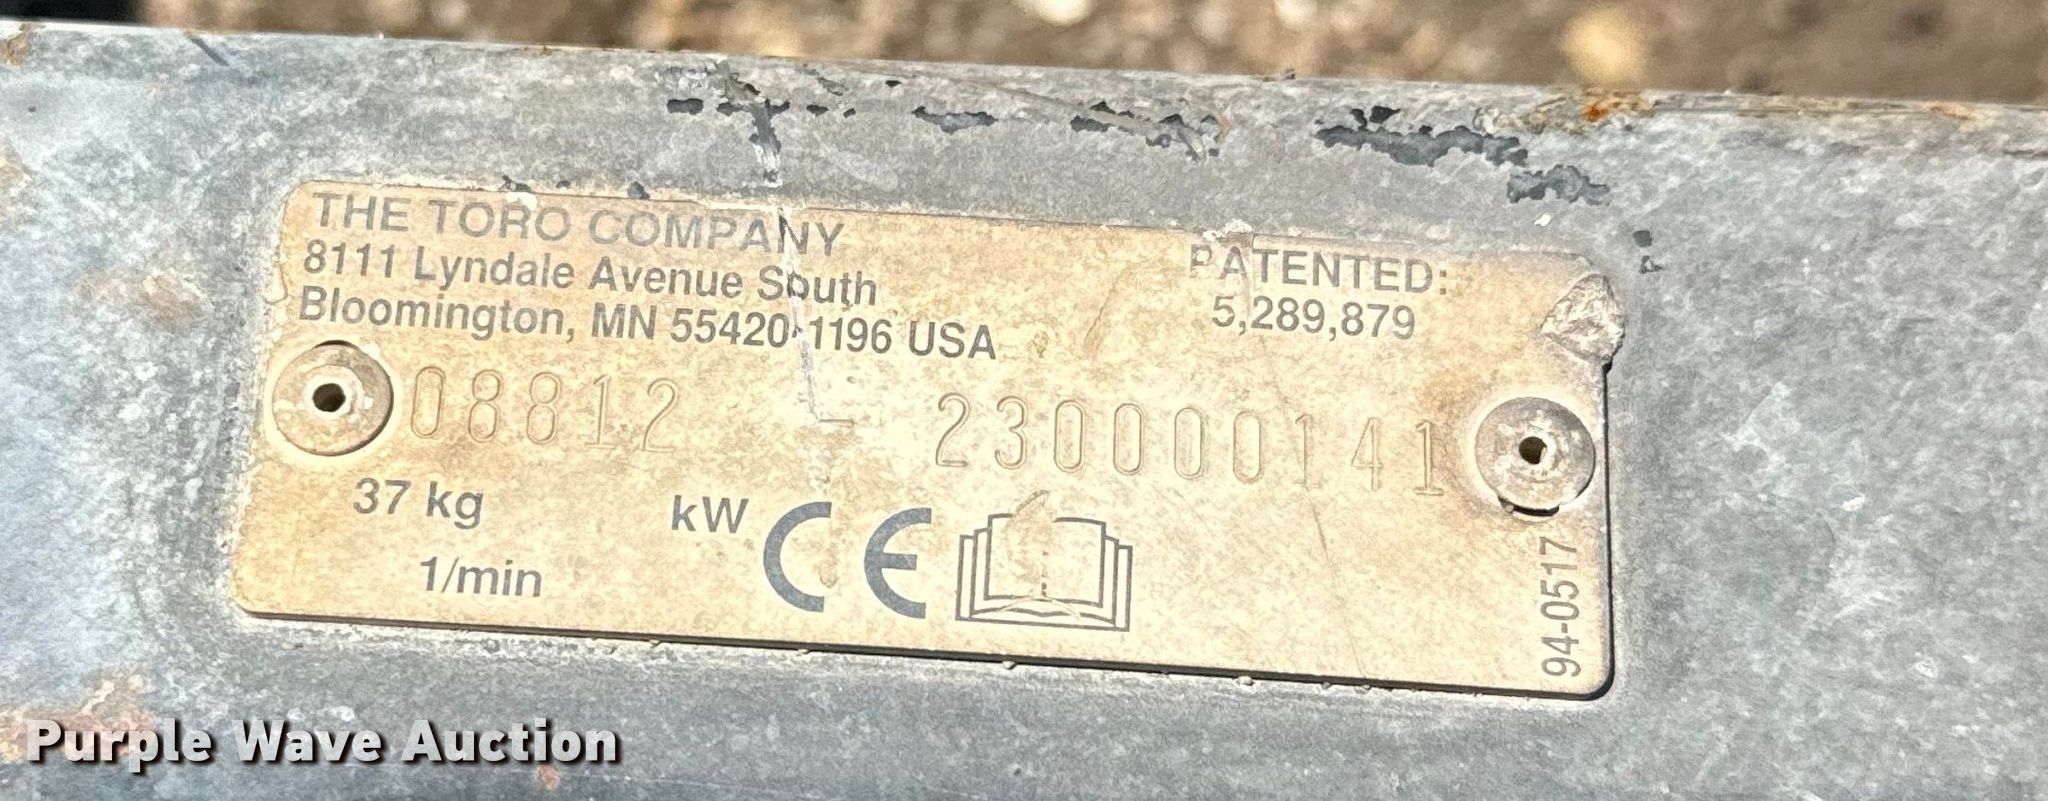 THE TORO COMPANY
8111 Lyndale Avenue South
Bloomington, MN 55420-1196 USA
PATENTED:
5,289,879
08812 - 230000141
37 kg
kW
CE
1/min
94-0517
Purple Wave Auction